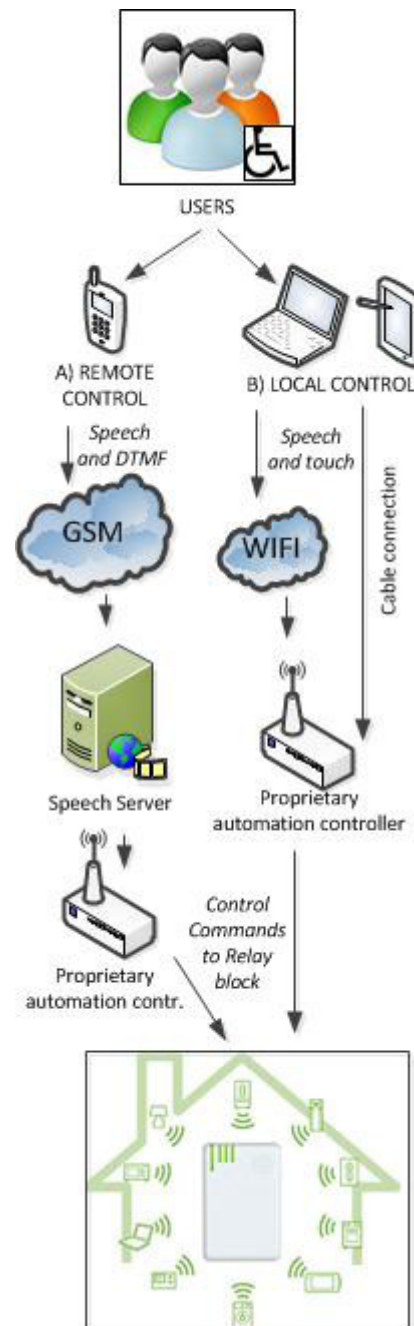 USERS
A) REMOTE
CONTROL
B) LOCAL CONTROL
Speech
and DTMF
Speech
and touch
Cable connection
GSM
WIFI
Speech Server
Proprietary
automation controller
Proprietary
automation contr.
Control
Commands
to Relay
block